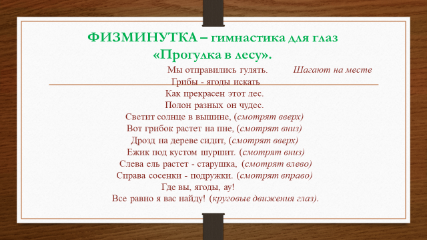 ФИЗМИНУТКА – гимнастика для глаз
«Прогулка в лесу».
Мы отправились гулять. Шагают на месте
Грибы - ягоды искать
Как прекрасен этот лес.
Полон разных он чудес.
Светит солнце в вышине, (смотрят вверх)
Вот грибок растет на пне, (смотрят вниз)
Дрозд на дереве сидит, (смотрят вверх)
Ежик под кустом шуршит. (смотрят вниз)
Слева ель растет - старушка, (смотрят влево)
Справа сосенки - подружки. (смотрят вправо)
Где вы, ягоды, ау!
Все равно я вас найду! (круговые движения глаз).